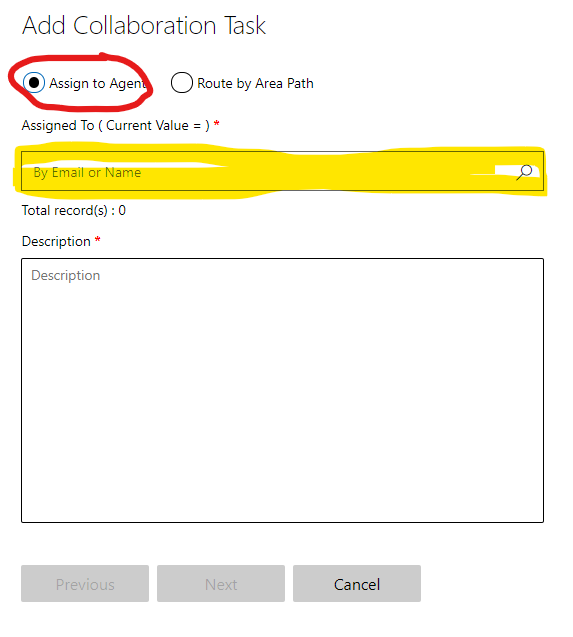 Add Collaboration Task
Assign to Agent Route by Area Path
Assigned To ( Current Value = ) *
By Email or Name
Total record(s) : 0
Description *
Description
Previous Next Cancel